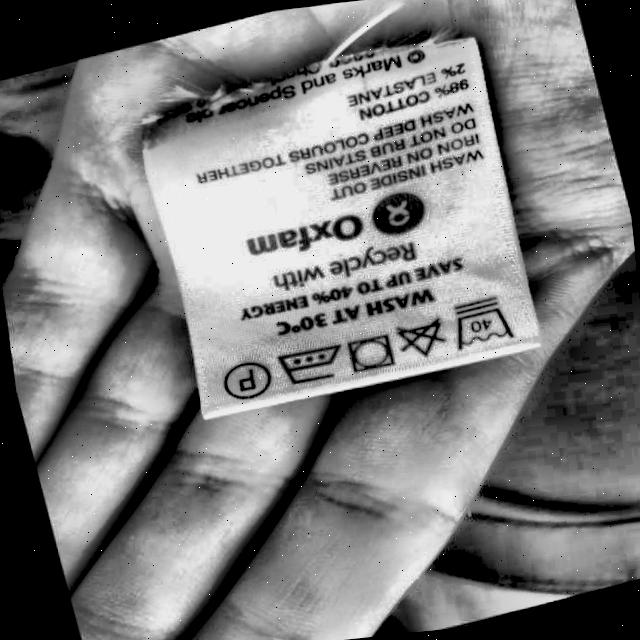 40 P
WASH AT 30°C
SAVE UP TO 40% ENERGY
Recycle with
Oxfam
WASH INSIDE OUT
IRON ON REVERSE
DO NOT RUB STAINS
WASH DEEP COLOURS TOGETHER
98% COTTON
2% ELASTANE
© Marks and Spencer plc